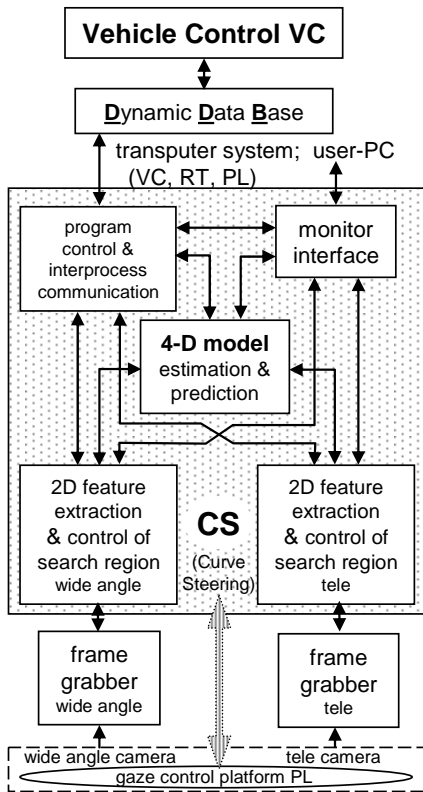 Vehicle Control VC
Dynamic Data Base
transputer system; user-PC
(VC, RT, PL)
program
control &
interprocess
communication
monitor
interface
4-D model
estimation &
prediction
2D feature
extraction
& control of
search region
wide angle
CS
(Curve
Steering)
2D feature
extraction
& control of
search region
tele
frame
grabber
wide angle
frame
grabber
tele
wide angle camera
tele camera
gaze control platform PL